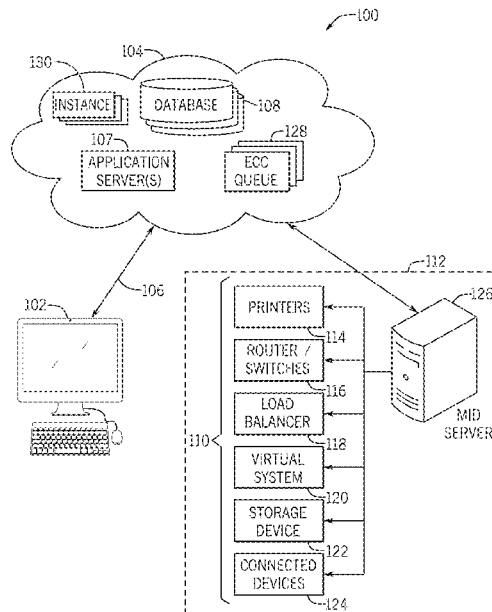 100
104
130
INSTANCE
DATABASE
108
107
128
APPLICATION
SERVER(S)
ECC
QUEUE
112
102
106
126
PRINTERS
114
ROUTER /
SWITCHES
116
MID
SERVER
LOAD
BALANCER
118
110
VIRTUAL
SYSTEM
120
STORAGE
DEVICE
122
CONNECTED
DEVICES
124